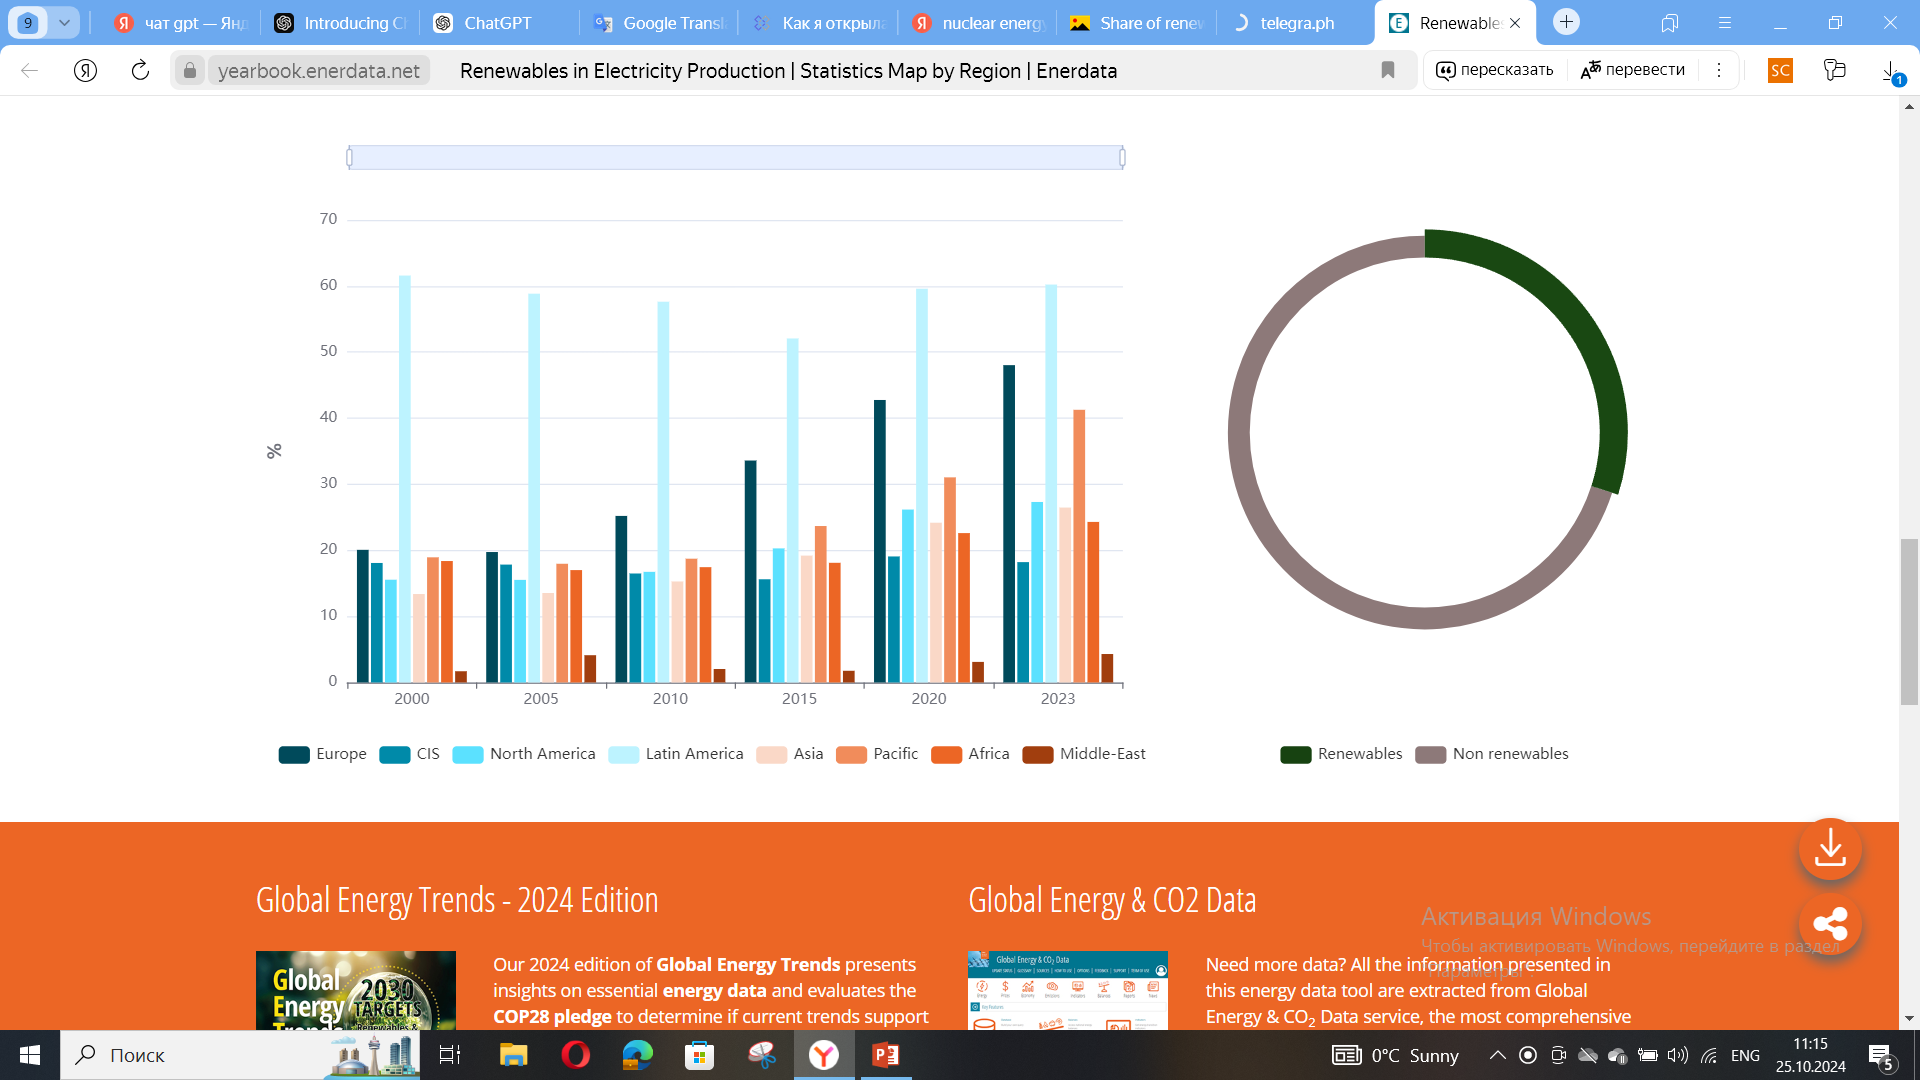 9
чат gpt — Янд
Introducing Ch
ChatGPT
Google Transl
Как я открыла
nuclear energy
Share of renew
telegra.ph
Renewables
yearbook.enerdata.net
Renewables in Electricity Production | Statistics Map by Region | Enerdata
пересказать
перевести
SC
1
70
60
50
40
30
20
10
0
%
2000 2005 2010 2015 2020 2023
Europe CIS North America Latin America Asia Pacific Africa Middle-East
Renewables Non renewables
Global Energy Trends - 2024 Edition
Global
Energy
Trends
2030
TARGETS
Renewables &
Our 2024 edition of Global Energy Trends presents
insights on essential energy data and evaluates the
COP28 pledge to determine if current trends support
Global Energy & CO2 Data
Global Energy & CO2 Data
Need more data? All the information presented in
this energy data tool are extracted from Global
Energy & CO2 Data service, the most comprehensive
Активация Windows
Чтобы активировать Windows, перейдите в раздел
"Параметры".
Поиск
0°C Sunny
ENG
11:15
25.10.2024
5